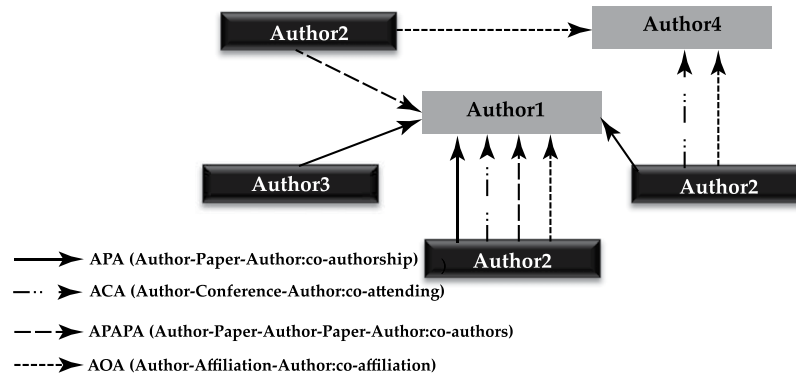 Author2
Author4
Author1
Author3
Author2
Author2
APA (Author-Paper-Author:co-authorship)
)
ACA (Author-Conference-Author:co-attending)
APAPA (Author-Paper-Author-Paper-Author:co-authors)
AOA (Author-Affiliation-Author:co-affiliation)